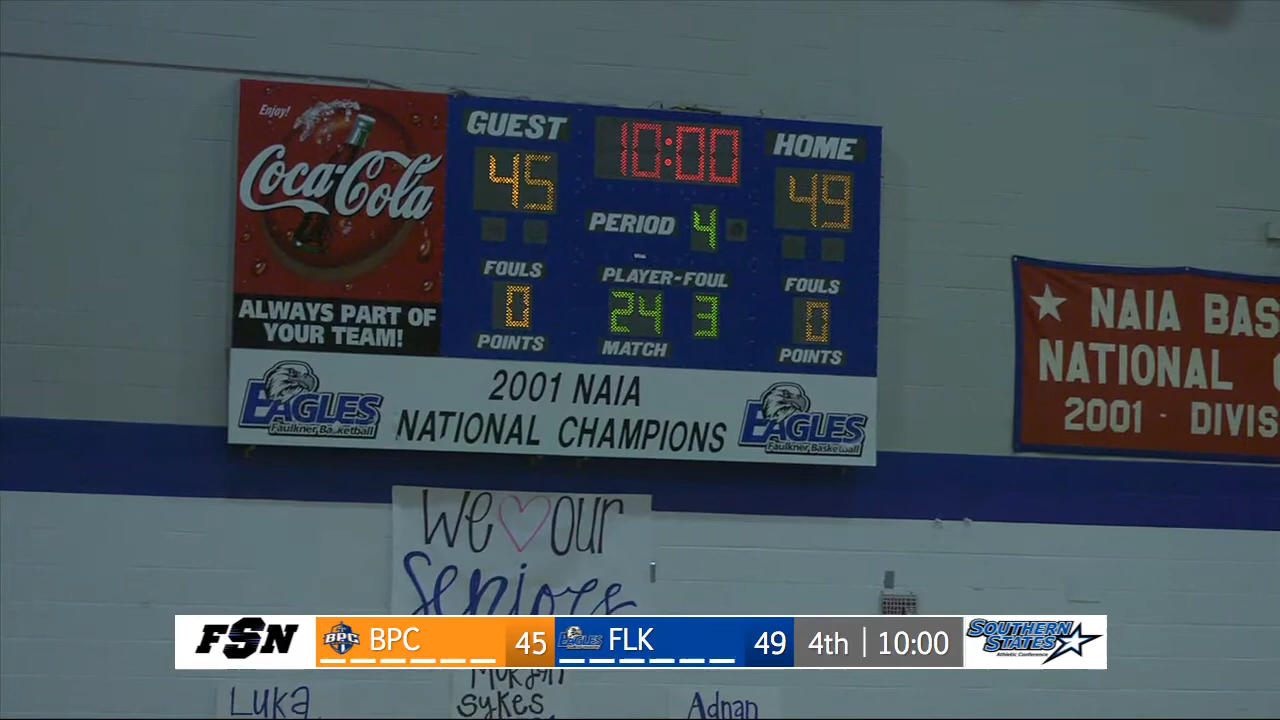 Enjoy!
Coca-Cola
ALWAYS PART OF
YOUR TEAM!
GUEST
45
10:00
HOME
49
PERIOD 4
FOULS
0
POINTS
PLAYER-FOUL
24 3
MATCH
FOULS
0
POINTS
EAGLES
Faulkner Basketball
2001 NAIA
NATIONAL CHAMPIONS
EAGLES
Faulkner Basketball
NAIA BAS
NATIONAL
2001 - DIVIS
We our
Seniors
FSN
BPC
BPC 45
EAGLES
FLK 49
4th 10:00
SOUTHERN
STATES
Athletic Conference
Luka
Sykes
Adnan